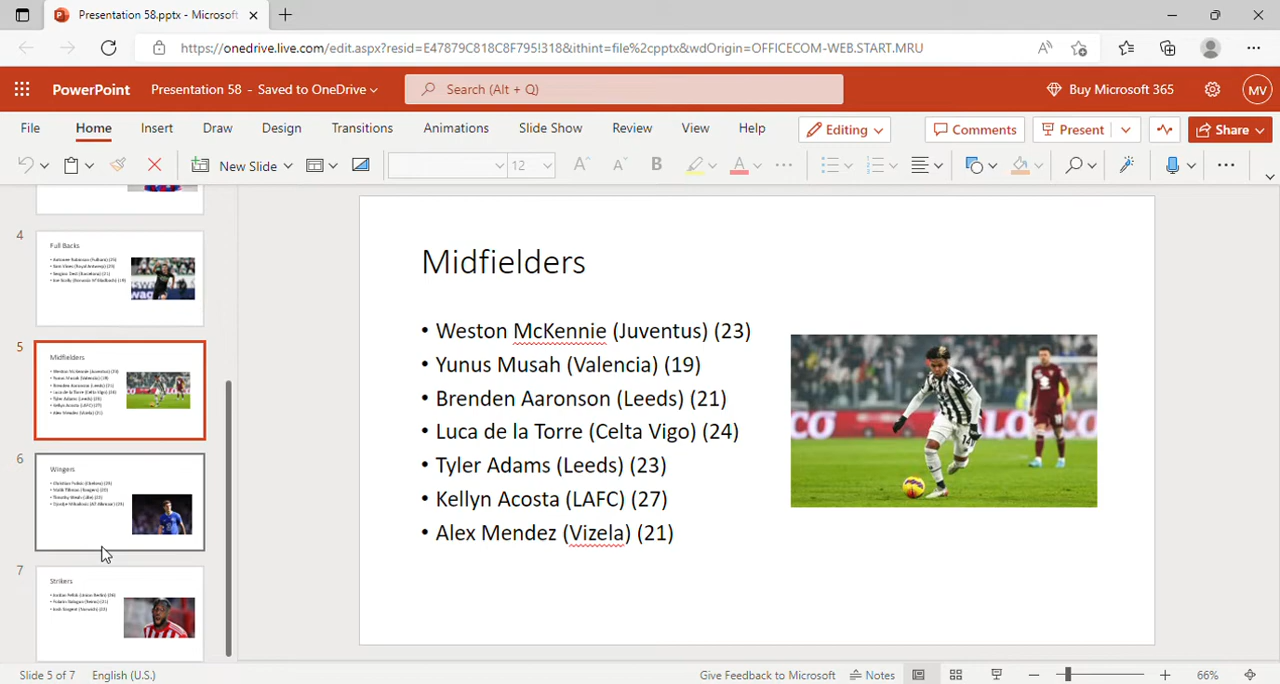 Presentation 58.pptx - Microsoft
https://onedrive.live.com/edit.aspx?resid=E47879C818C8F795!318&ithint=file%2cpptx&wdOrigin=OFFICECOM-WEB.START.MRU
PowerPoint Presentation 58 - Saved to OneDrive Search (Alt + Q) Buy Microsoft 365 MV
File Home Insert Draw Design Transitions Animations Slide Show Review View Help Editing Comments Present Share
New Slide 12 A A B A
4
Full Backs
5
Midfielders
6
Wingers
7
Strikers
Midfielders
• Weston McKennie (Juventus) (23)
• Yunus Musah (Valencia) (19)
• Brenden Aaronson (Leeds) (21)
• Luca de la Torre (Celta Vigo) (24)
• Tyler Adams (Leeds) (23)
• Kellyn Acosta (LAFC) (27)
• Alex Mendez (Vizela) (21)
Slide 5 of 7 English (U.S.) Give Feedback to Microsoft Notes 66%